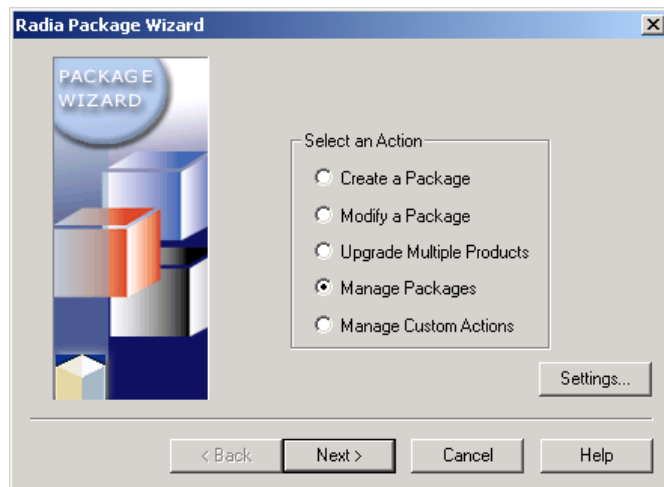 Radia Package Wizard
PACKAGE
WIZARD
Select an Action
Create a Package
Modify a Package
Upgrade Multiple Products
Manage Packages
Manage Custom Actions
Settings...
< Back
Next >
Cancel
Help